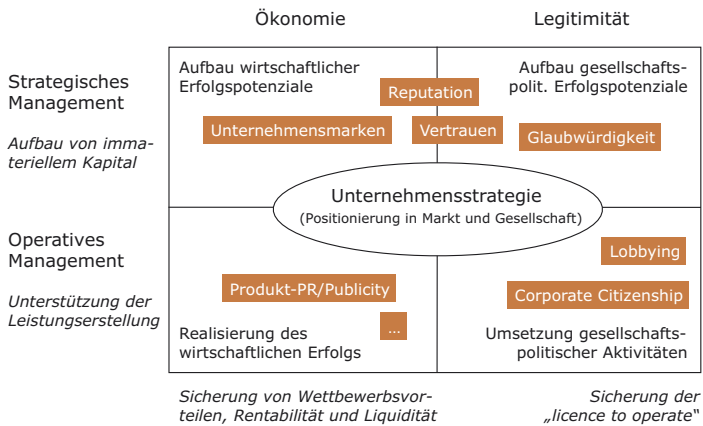 Ökonomie
Legitimität
Strategisches
Management
Aufbau von imma-
teriellem Kapital
Aufbau wirtschaftlicher
Erfolgspotenziale
Reputation
Aufbau gesellschafts-
polit. Erfolgspotenziale
Unternehmensmarken
Vertrauen
Glaubwürdigkeit
Unternehmensstrategie
(Positionierung in Markt und Gesellschaft)
Operatives
Management
Unterstützung der
Leistungserstellung
Lobbying
Produkt-PR/Publicity
Corporate Citizenship
...
Realisierung des
wirtschaftlichen Erfolgs
Umsetzung gesellschafts-
politischer Aktivitäten
Sicherung von Wettbewerbsvor-
teilen, Rentabilität und Liquidität
Sicherung der
„licence to operate“